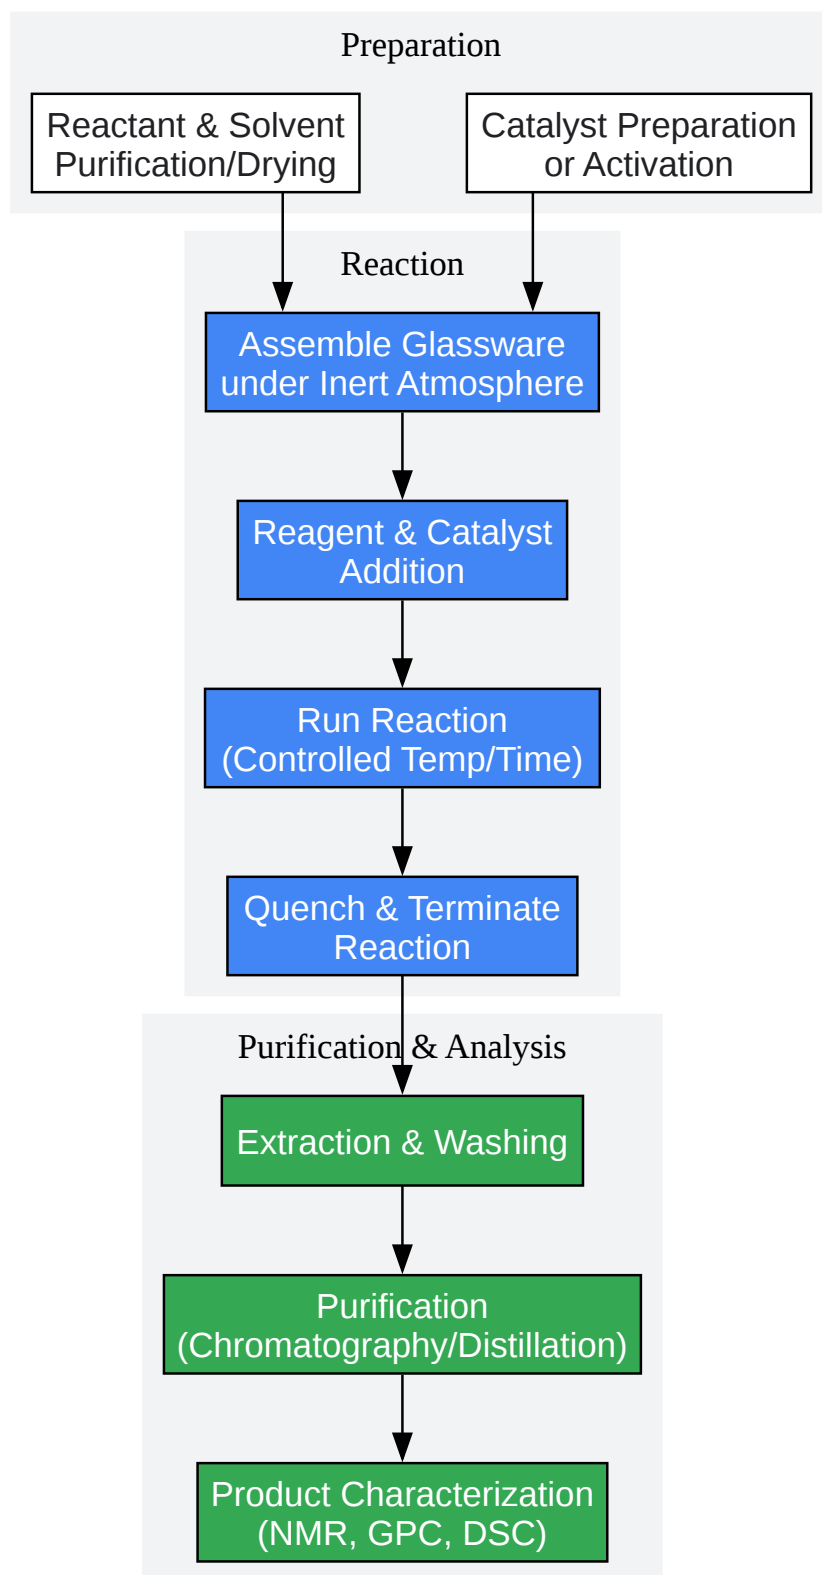 Preparation
Reactant & Solvent
Purification/Drying
Catalyst Preparation
or Activation
Reaction
Assemble Glassware
under Inert Atmosphere
Reagent & Catalyst
Addition
Run Reaction
(Controlled Temp/Time)
Quench & Terminate
Reaction
Purification & Analysis
Extraction & Washing
Purification
(Chromatography/Distillation)
Product Characterization
(NMR, GPC, DSC)